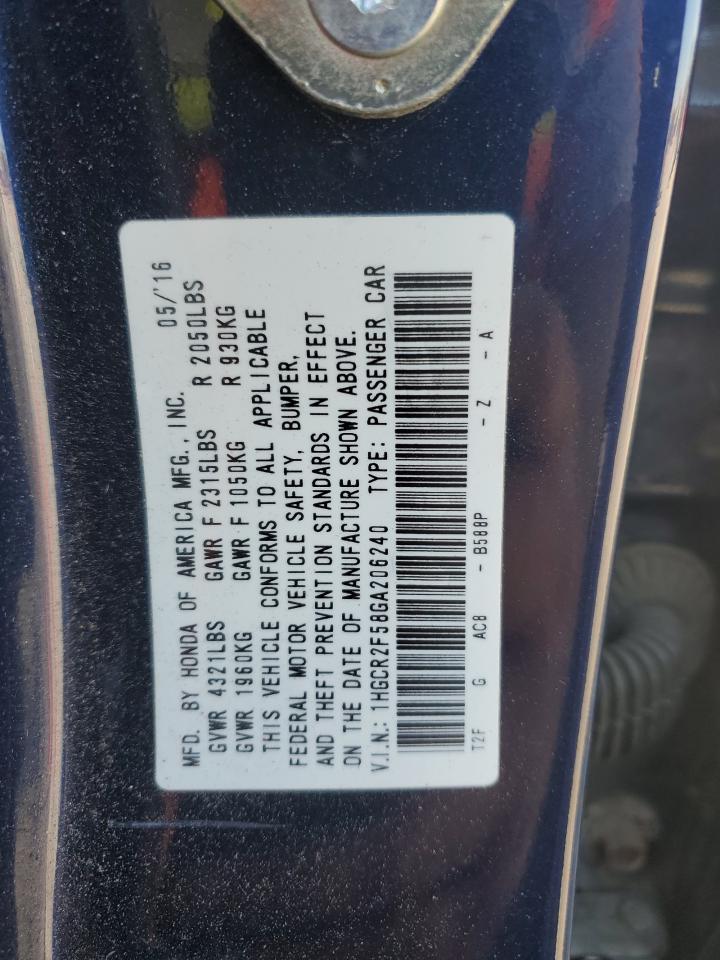 MFD. BY HONDA OF AMERICA MFG., INC. 05/'16
GVWR 4321LBS GAWR F 2315LBS R 2050LBS
GVWR 1960KG GAWR F 1050KG R 930KG
THIS VEHICLE CONFORMS TO ALL APPLICABLE
FEDERAL MOTOR VEHICLE SAFETY, BUMPER,
AND THEFT PREVENTION STANDARDS IN EFFECT
ON THE DATE OF MANUFACTURE SHOWN ABOVE.
V.I.N.: 1HGCR2F58GA206240 TYPE: PASSENGER CAR
T2F G AC8 - B588P - Z - A